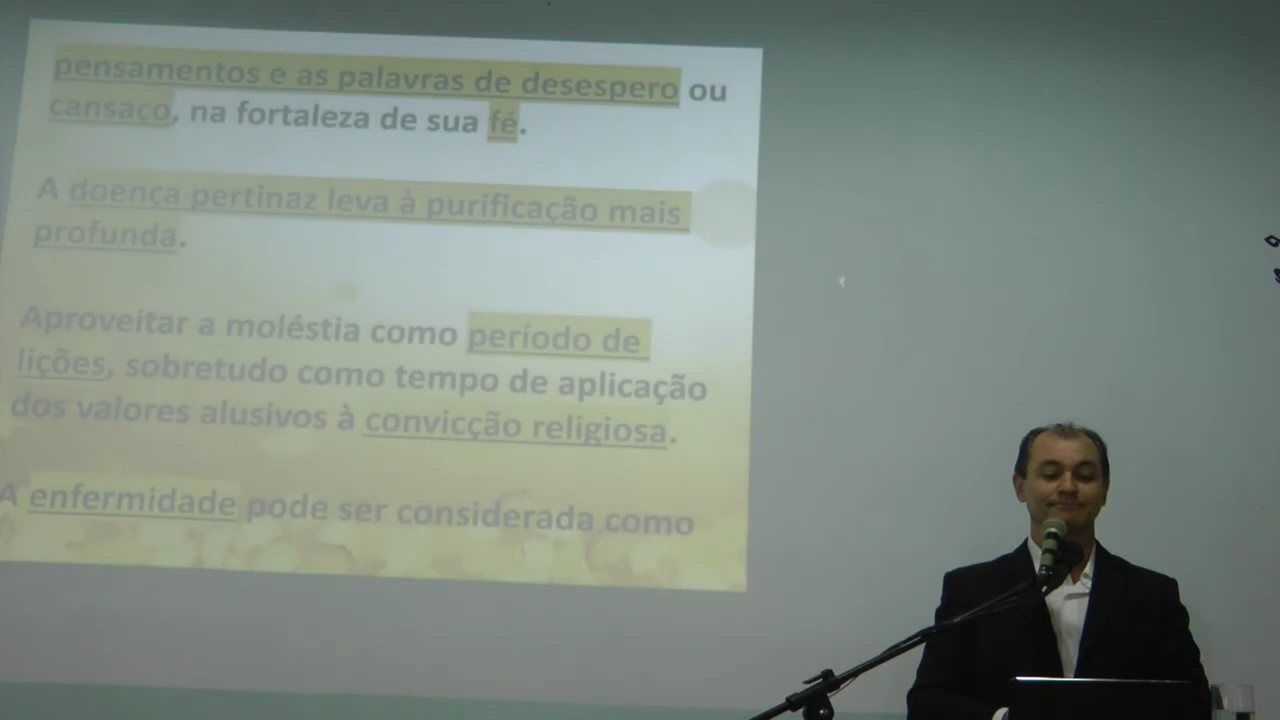 pensamentos e as palavras de desespero ou
cansaço, na fortaleza de sua fé.
A doença pertinaz leva à purificação mais
profunda.
Aproveitar a moléstia como período de
lições, sobretudo como tempo de aplicação
dos valores alusivos à convicção religiosa.
A enfermidade pode ser considerada como